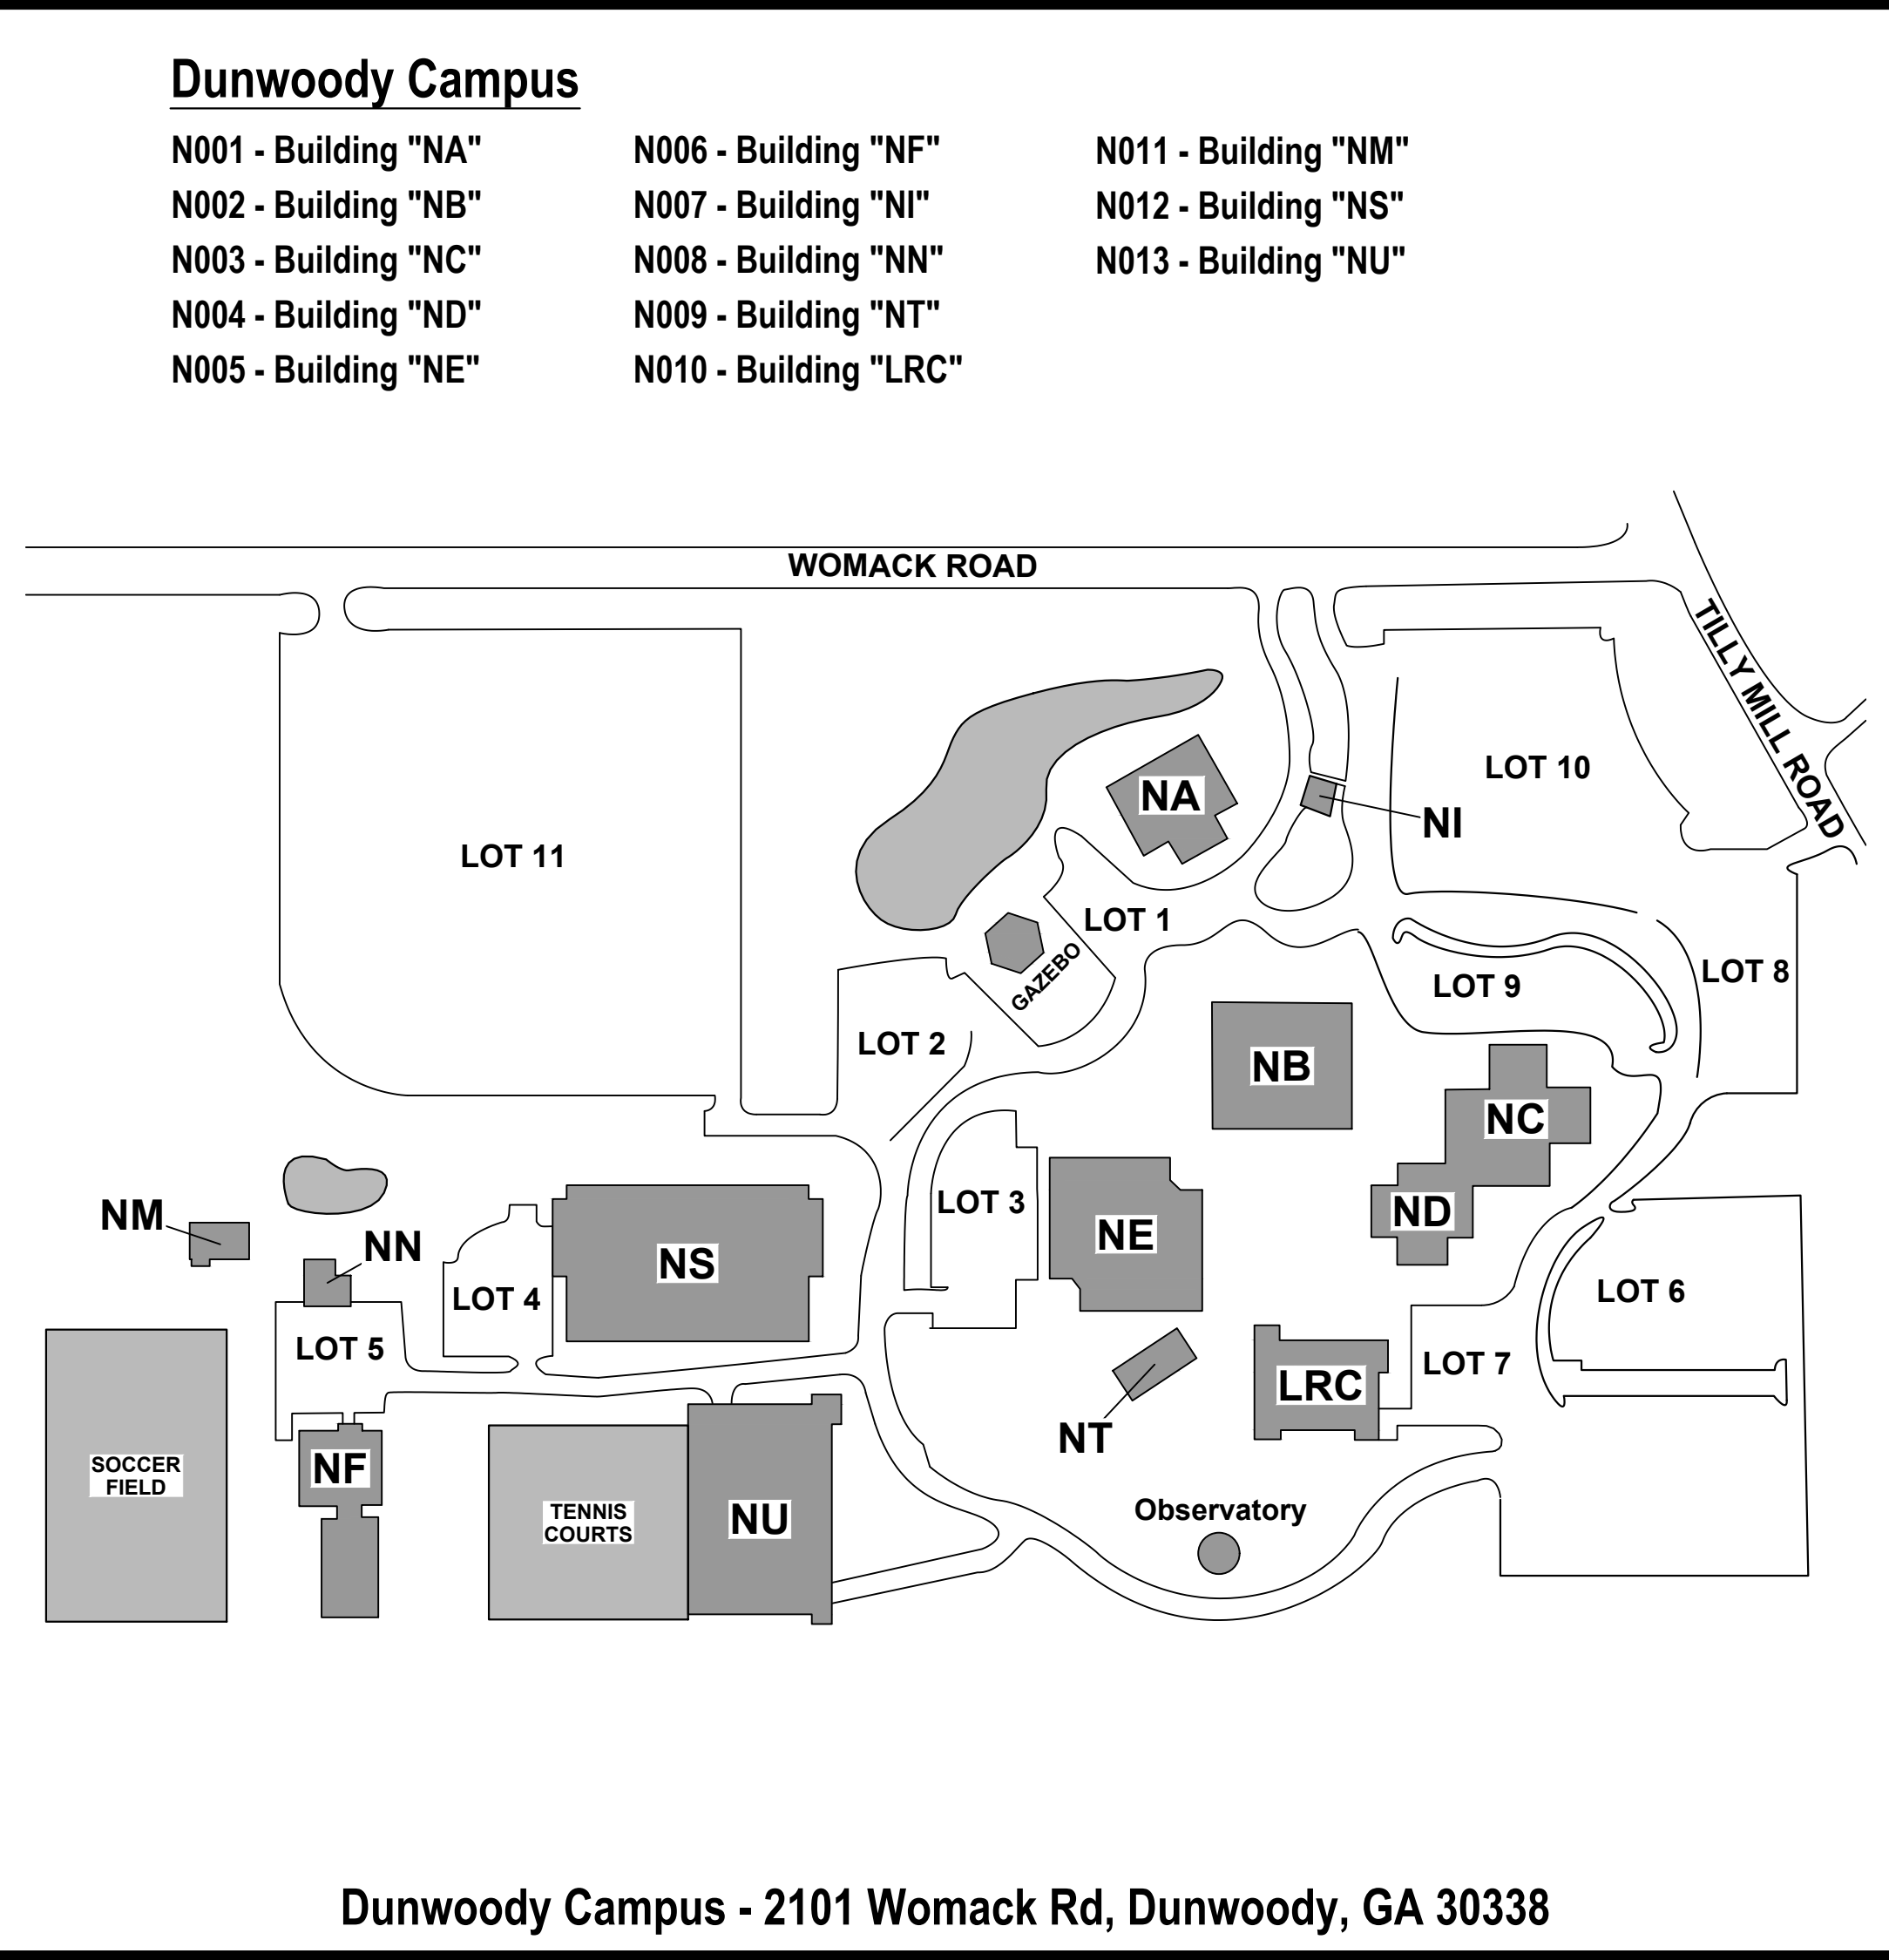 Dunwoody Campus
N001 - Building "NA"
N002 - Building "NB"
N003 - Building "NC"
N004 - Building "ND"
N005 - Building "NE"
N006 - Building "NF"
N007 - Building "NI"
N008 - Building "NN"
N009 - Building "NT"
N010 - Building "LRC"
N011 - Building "NM"
N012 - Building "NS"
N013 - Building "NU"
WOMACK ROAD
TILLY MILL ROAD
LOT 10
NA
NI
LOT 11
LOT 1
GAZEBO
LOT 9
LOT 8
LOT 2
NB
NC
LOT 3
ND
NM
NN
NS
NE
LOT 4
LOT 6
LOT 5
LOT 7
LRC
NT
SOCCER
FIELD
NF
TENNIS
COURTS
NU
Observatory
Dunwoody Campus - 2101 Womack Rd, Dunwoody, GA 30338